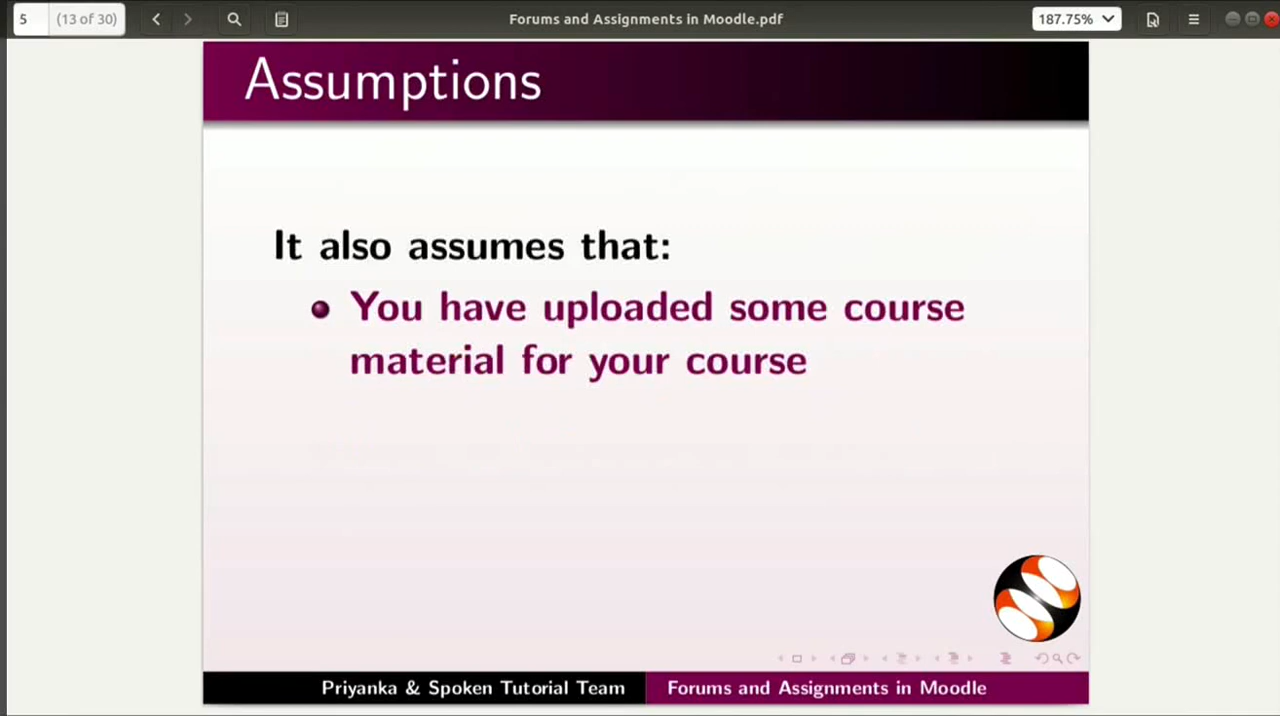 5 (13 of 30) Forums and Assignments in Moodle.pdf 187.75%
Assumptions
It also assumes that:
You have uploaded some course
material for your course
Priyanka & Spoken Tutorial Team Forums and Assignments in Moodle